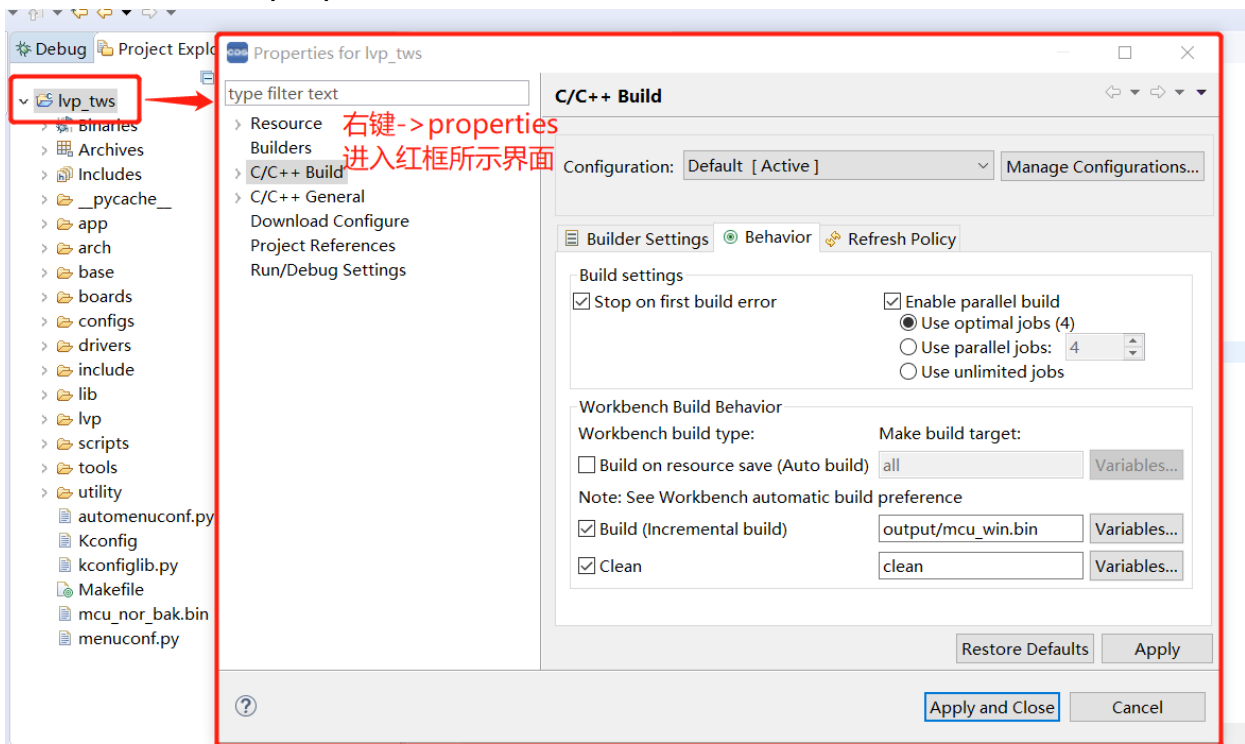 Debug Project Explo
lvp_tws
Binaries
Archives
Includes
__pycache__
app
arch
base
boards
configs
drivers
include
lib
lvp
scripts
tools
utility
automenuconf.py
Kconfig
kconfiglib.py
Makefile
mcu_nor_bak.bin
menuconf.py
CDS Properties for lvp_tws
type filter text
Resource
Builders
C/C++ Build
C/C++ General
Download Configure
Project References
Run/Debug Settings
右键->properties
进入红框所示界面
C/C++ Build
Configuration: Default [ Active ] Manage Configurations...
Builder Settings Behavior Refresh Policy
Build settings
Stop on first build error Enable parallel build
Use optimal jobs (4)
Use parallel jobs: 4
Use unlimited jobs
Workbench Build Behavior
Workbench build type: Make build target:
Build on resource save (Auto build) all Variables...
Note: See Workbench automatic build preference
Build (Incremental build) output/mcu_win.bin Variables...
Clean clean Variables...
Restore Defaults Apply
? Apply and Close Cancel